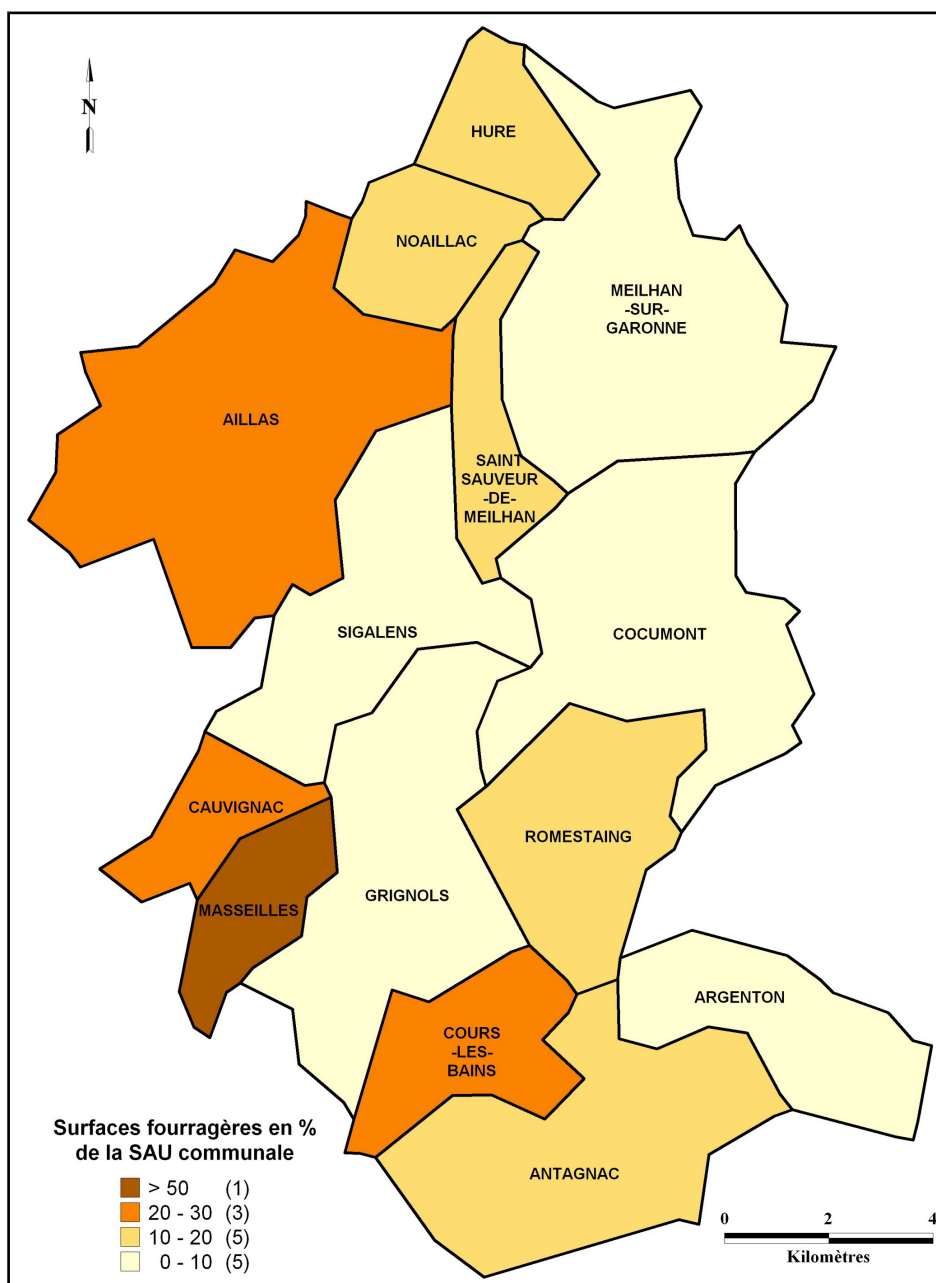 N
HURE
NOAILLAC
MEILHAN
-SUR-
GARONNE
AILLAS
SAINT
SAUVEUR
-DE-
MEILHAN
SIGALENS
COCUMONT
CAUVIGNAC
ROMESTAING
MASSEILLES
GRIGNOLS
ARGENTON
COURS
-LES-
BAINS
ANTAGNAC
Surfaces fourragères en %
de la SAU communale
> 50 (1)
20 - 30 (3)
10 - 20 (5)
0 - 10 (5)
0 2 4
Kilomètres